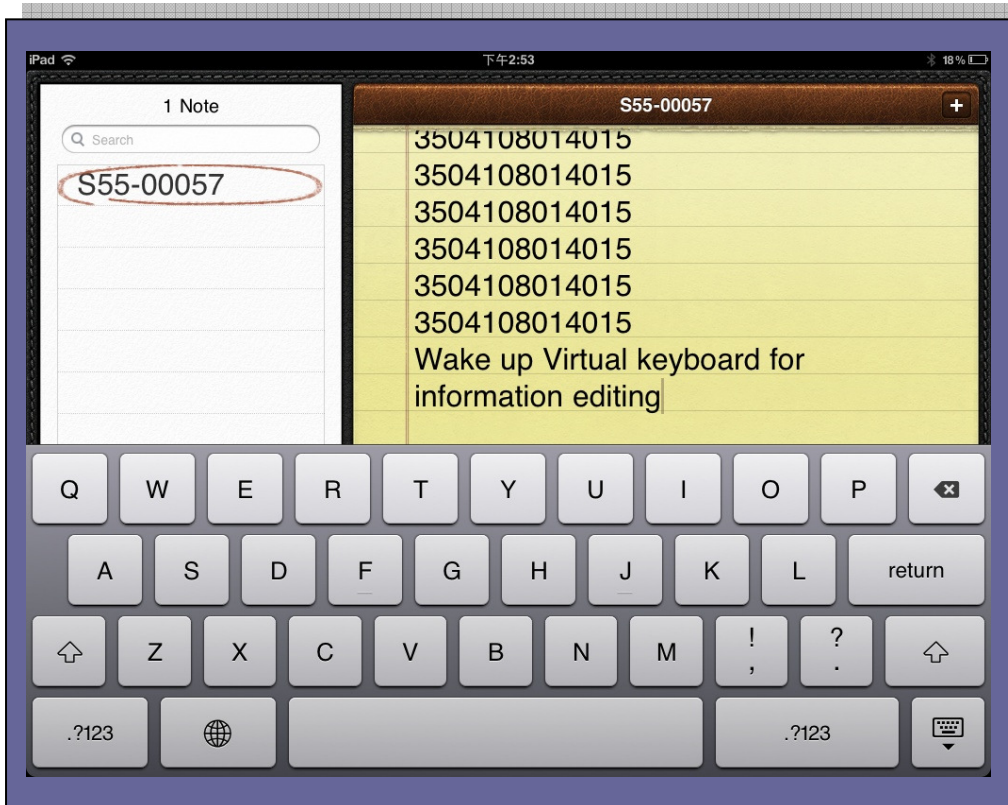 iPad
下午2:53
18%
1 Note
Search
S55-00057
S55-00057
+
3504108014015
3504108014015
3504108014015
3504108014015
3504108014015
3504108014015
Wake up Virtual keyboard for
information editing
Q W E R T Y U I O P
A S D F G H J K L return
Z X C V B N M ! , ? .
.?123 .?123